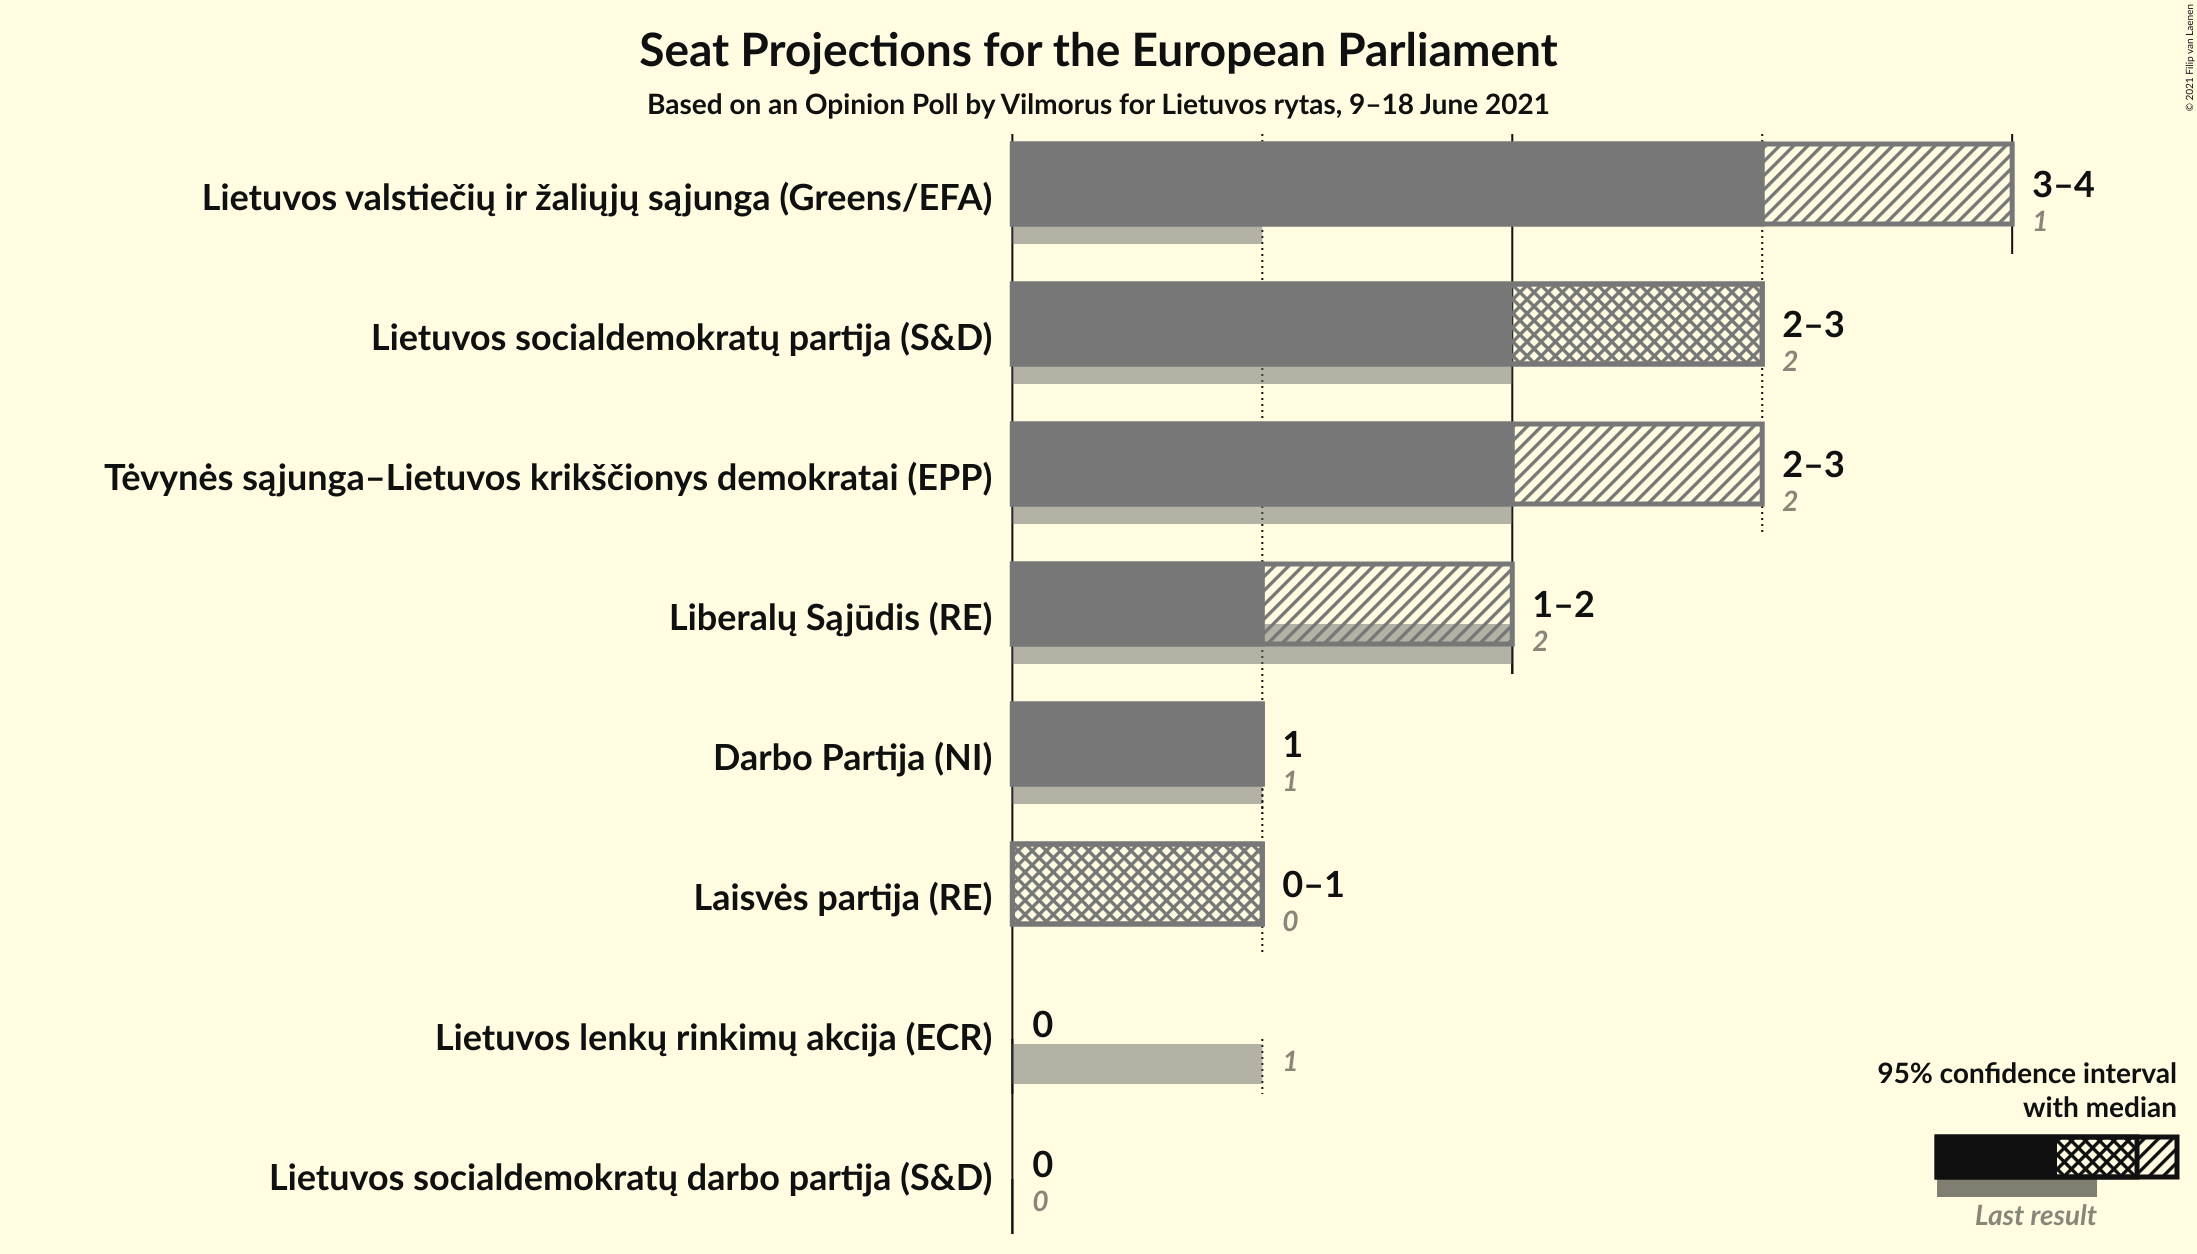 Seat Projections for the European Parliament
Based on an Opinion Poll by Vilmorus for Lietuvos rytas, 9–18 June 2021
© 2021 Filip van Laenen
Lietuvos valstiečių ir žaliųjų sąjunga (Greens/EFA)
3–4
1
Lietuvos socialdemokratų partija (S&D)
2–3
2
Tėvynės sąjunga–Lietuvos krikščionys demokratai (EPP)
2–3
2
Liberalų Sąjūdis (RE)
1–2
2
Darbo Partija (NI)
1
1
Laisvės partija (RE)
0–1
0
Lietuvos lenkų rinkimų akcija (ECR)
0
1
Lietuvos socialdemokratų darbo partija (S&D)
0
0
95% confidence interval
with median
Last result